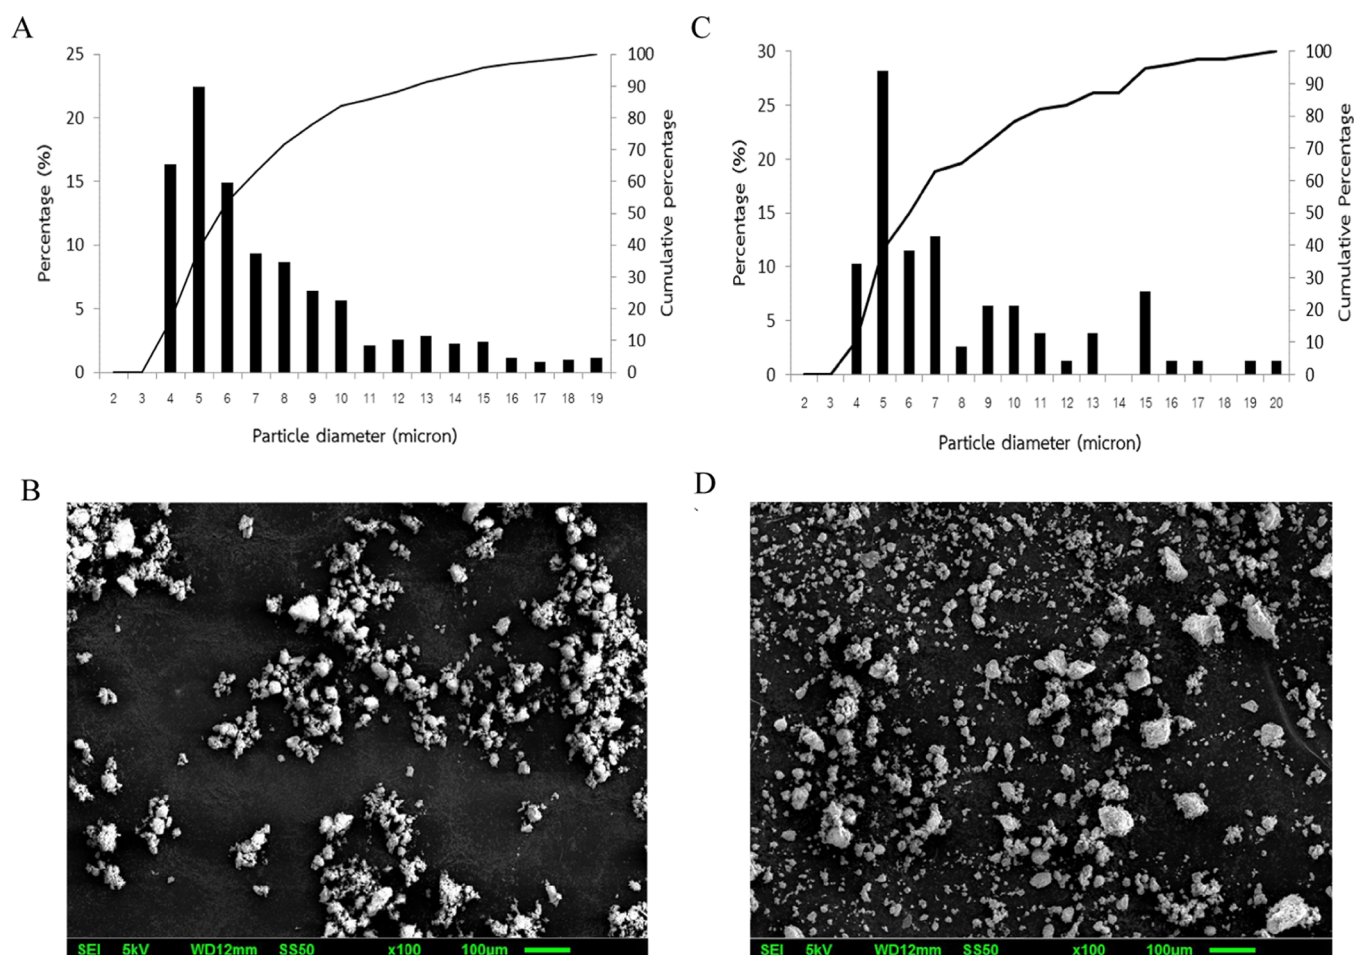 A
25
20
15
10
5
0
Percentage (%)
100
90
80
70
60
50
40
30
20
10
0
Cumulative percentage
2 3 4 5 6 7 8 9 10 11 12 13 14 15 16 17 18 19
Particle diameter (micron)
C
30
25
20
15
10
5
0
Percentage (%)
100
90
80
70
60
50
40
30
20
10
0
Cumulative Percentage
2 3 4 5 6 7 8 9 10 11 12 13 14 15 16 17 18 19 20
Particle diameter (micron)
B
SEI 5kV WD12mm SS50 x100 100µm
D
SEI 5kV WD12mm SS50 x100 100µm